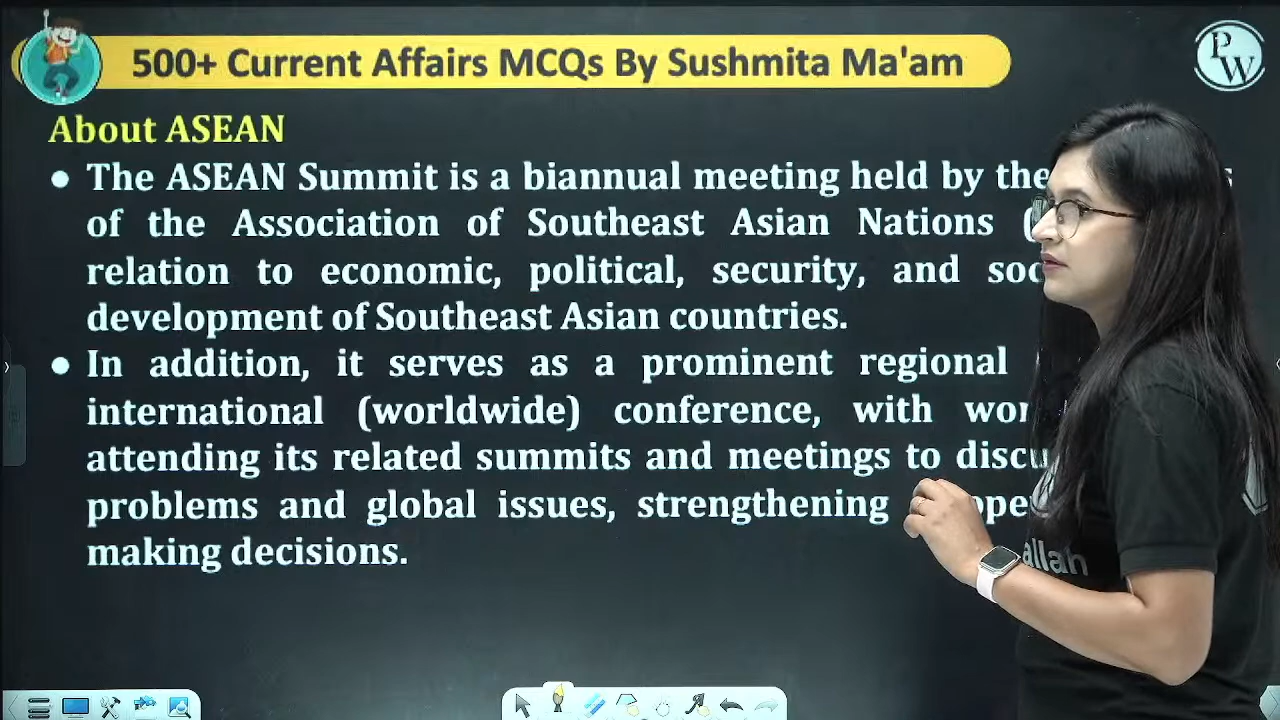 500+ Current Affairs MCQs By Sushmita Ma'am
PW
About ASEAN
• The ASEAN Summit is a biannual meeting held by the
of the Association of Southeast Asian Nations
relation to economic, political, security, and
development of Southeast Asian countries.
• In addition, it serves as a prominent regional
international (worldwide) conference, with
attending its related summits and meetings to
problems and global issues, strengthening
making decisions.